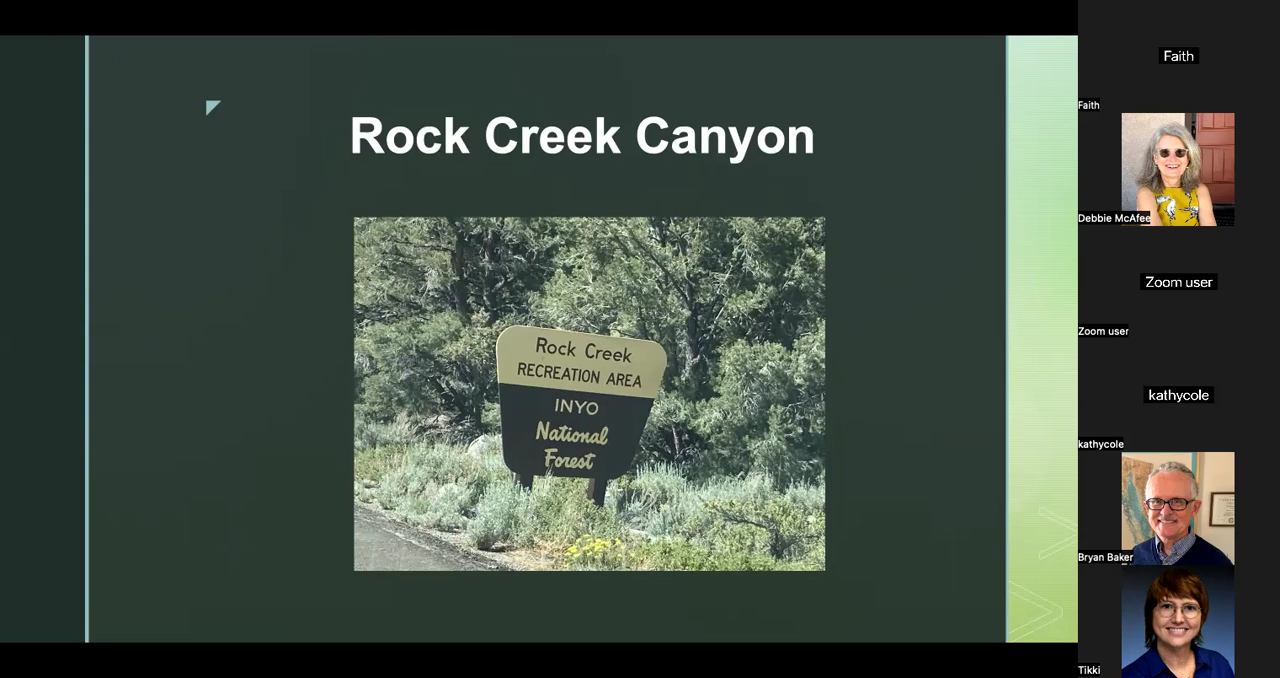 Rock Creek Canyon
Rock Creek
RECREATION AREA
INYO
National
Forest
Faith
Faith
Debbie McAfee
Zoom user
Zoom user
kathycole
kathycole
Bryan Baker
Tikki